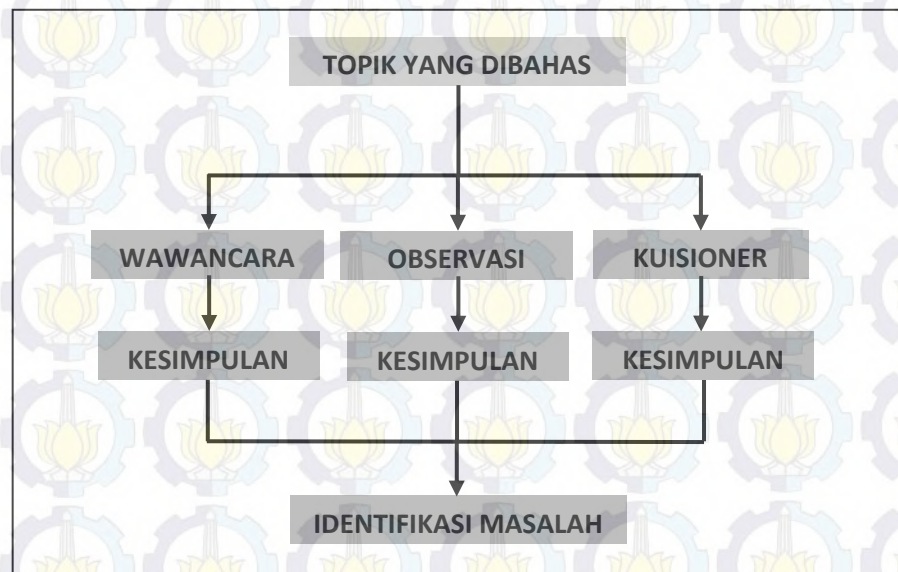 TOPIK YANG DIBAHAS
WAWANCARA
OBSERVASI
KUISIONER
KESIMPULAN
KESIMPULAN
KESIMPULAN
IDENTIFIKASI MASALAH